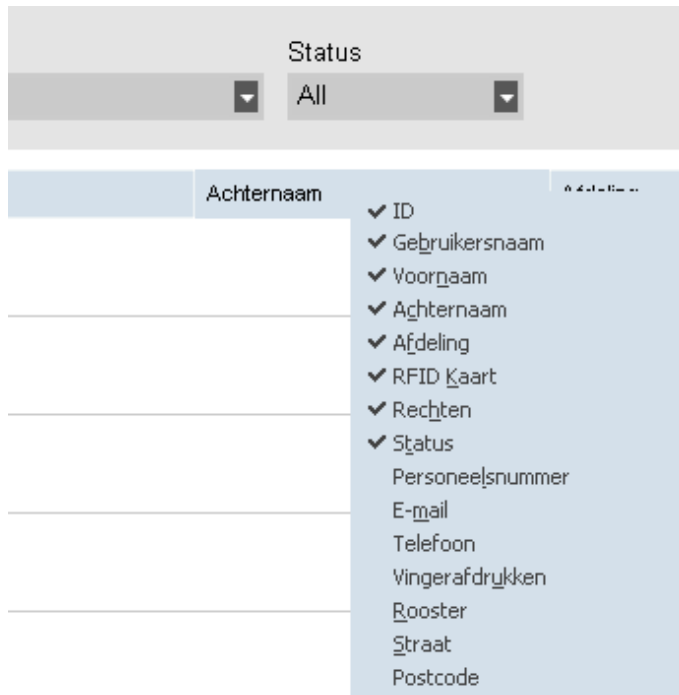 Status
All
Achternaam
ID
Gebruikersnaam
Voornaam
Achternaam
Afdeling
RFID Kaart
Rechten
Status
Personeelsnummer
E-mail
Telefoon
Vingerafdrukken
Rooster
Straat
Postcode